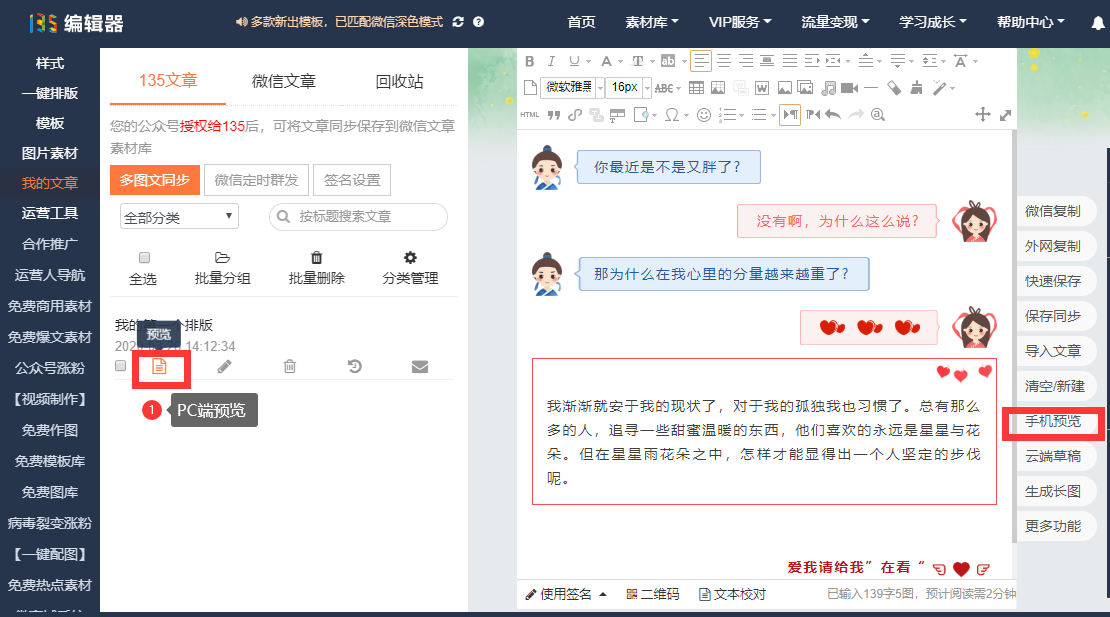 135 编辑器
多款新出模板，已匹配微信深色模式
首页
素材库
VIP服务
流量变现
学习成长
帮助中心
样式
一键排版
模板
图片素材
我的文章
运营工具
合作推广
运营人导航
免费商用素材
免费爆文素材
公众号涨粉
【视频制作】
免费作图
免费模板库
免费图库
病毒裂变涨粉
【一键配图】
免费热点素材
135文章
微信文章
回收站
您的公众号授权给135后，可将文章同步保存到微信文章
素材库
多图文同步
微信定时群发
签名设置
全部分类
按标题搜索文章
全选
批量分组
批量删除
分类管理
我的第一个排版
预览
14:12:34
1
PC端预览
B I U A T ab
微软雅黑
16px
ABC
W
HTML
你最近是不是又胖了？
没有啊，为什么这么说？
那为什么在我心里的分量越来越重了？
我渐渐就安于我的现状了，对于我的孤独我也习惯了。总有那么
多的人，追寻一些甜蜜温暖的东西，他们喜欢的永远是星星与花
朵。但在星星雨花朵之中，怎样才能显得出一个人坚定的步伐
呢。
爱我请给我”在看“
使用签名
二维码
文本校对
已输入139字5图，预计阅读需2分钟
微信复制
外网复制
快速保存
保存同步
导入文章
清空/新建
手机预览
云端草稿
生成长图
更多功能